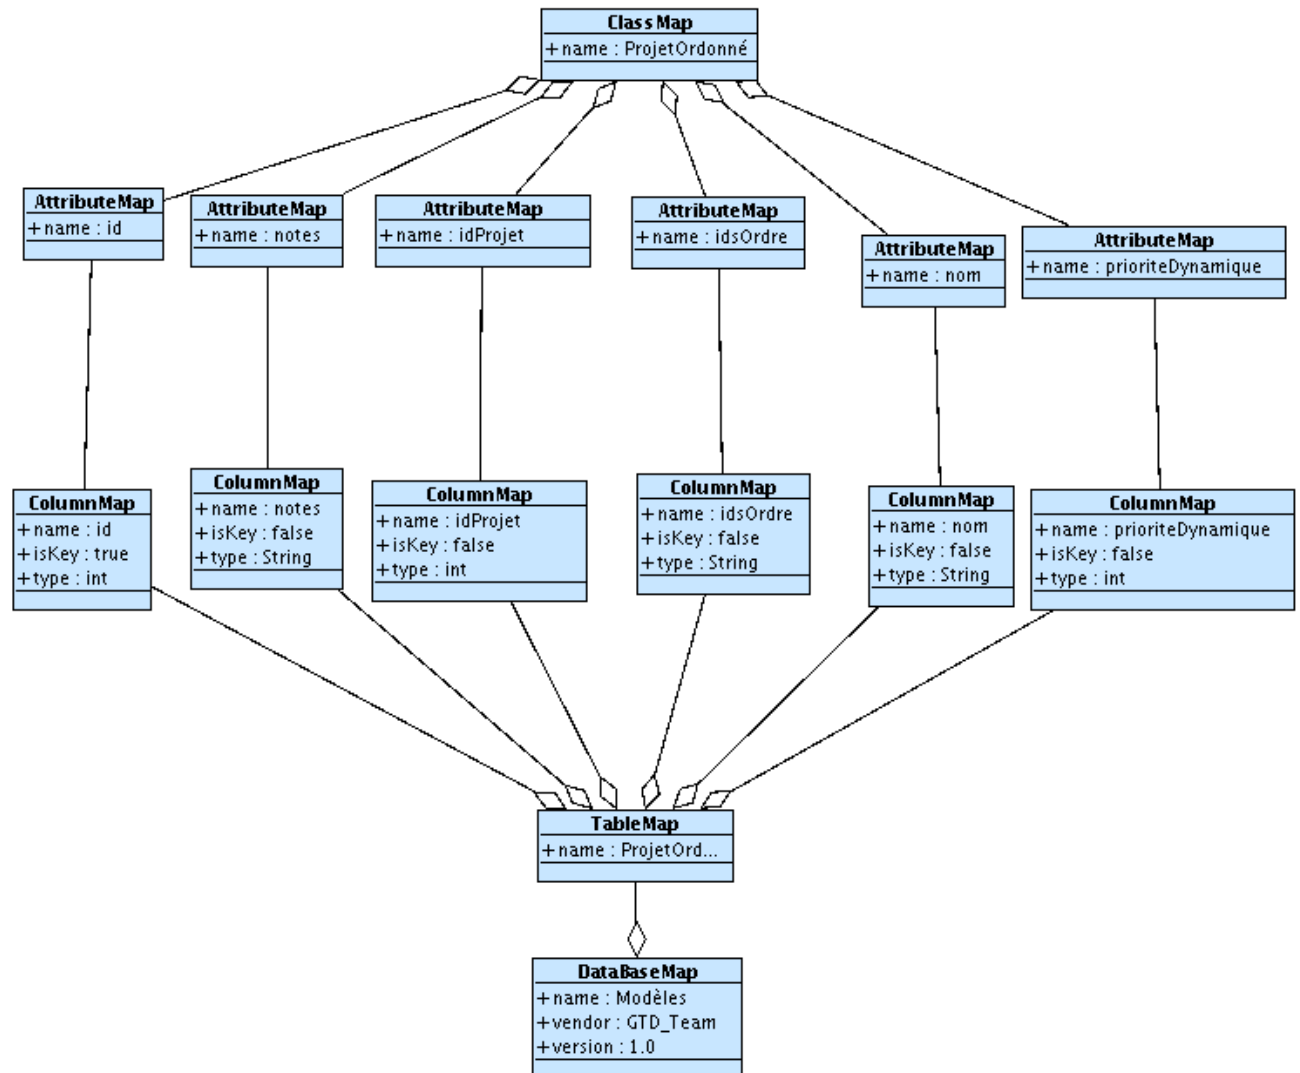 ClassMap
+name : ProjetOrdonné
AttributeMap
+name : id
AttributeMap
+name : notes
AttributeMap
+name : idProjet
AttributeMap
+name : idsOrdre
AttributeMap
+name : nom
AttributeMap
+name : prioriteDynamique
ColumnMap
+name : id
+isKey : true
+type : int
ColumnMap
+name : notes
+isKey : false
+type : String
ColumnMap
+name : idProjet
+isKey : false
+type : int
ColumnMap
+name : idsOrdre
+isKey : false
+type : String
ColumnMap
+name : nom
+isKey : false
+type : String
ColumnMap
+name : prioriteDynamique
+isKey : false
+type : int
TableMap
+name : ProjetOrd...
DataBaseMap
+name : Modèles
+vendor : GTD_Team
+version : 1.0